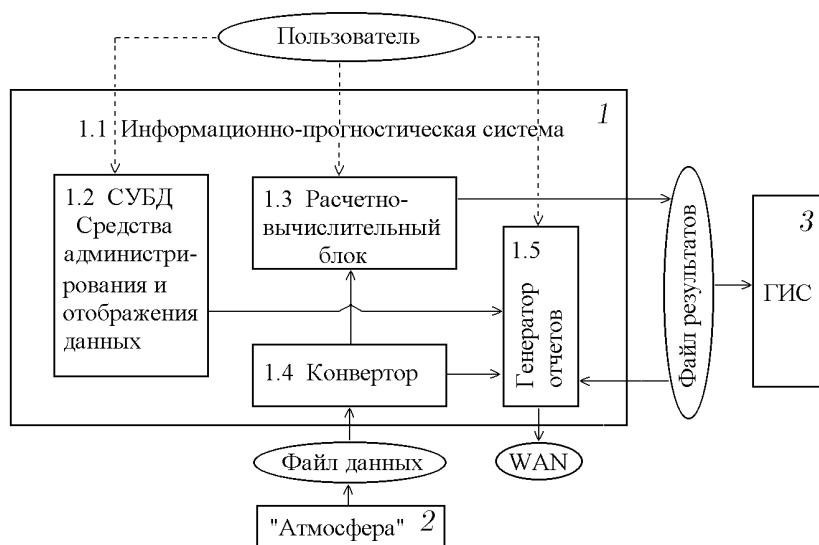 Пользователь
1
1.1 Информационно-прогностическая система
1.2 СУБД
Средства
администри-
рования и
отображения
данных
1.3 Расчетно-
вычислительный
блок
1.4 Конвертор
1.5
Генератор
отчетов
Файл результатов
3
ГИС
Файл данных
WAN
"Атмосфера" 2